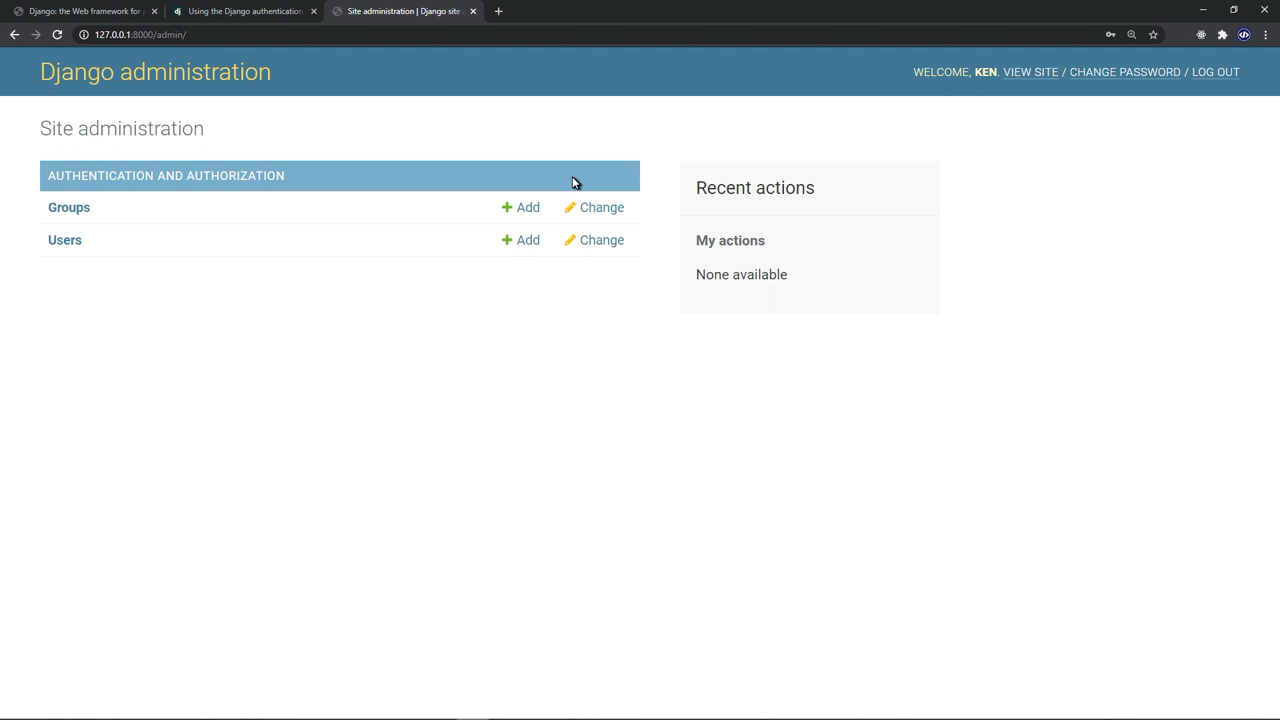 Django: the Web framework for p
Using the Django authentication
Site administration | Django site
127.0.0.1:8000/admin/
Django administration
WELCOME, KEN. VIEW SITE / CHANGE PASSWORD / LOG OUT
Site administration
AUTHENTICATION AND AUTHORIZATION
Groups Add Change
Users Add Change
Recent actions
My actions
None available